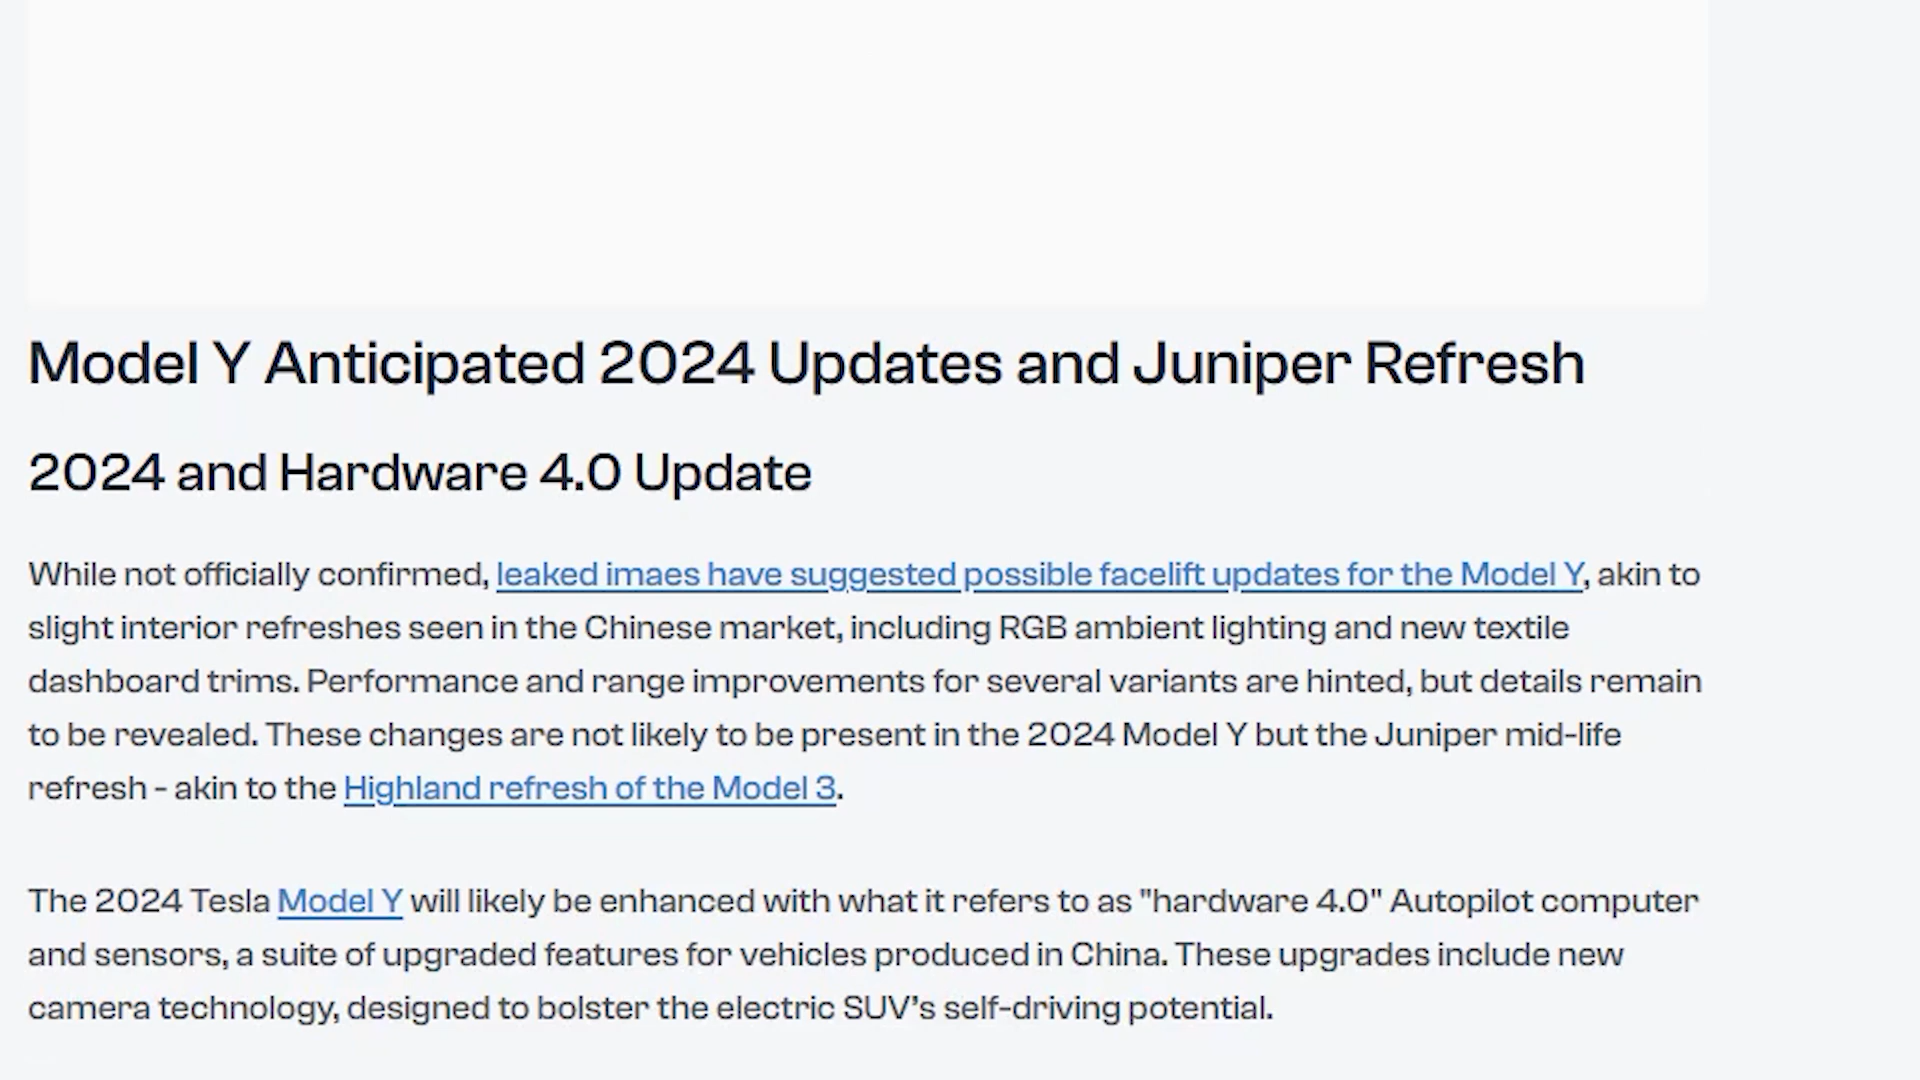 Model Y Anticipated 2024 Updates and Juniper Refresh
2024 and Hardware 4.0 Update
While not officially confirmed, leaked imaes have suggested possible facelift updates for the Model Y, akin to
slight interior refreshes seen in the Chinese market, including RGB ambient lighting and new textile
dashboard trims. Performance and range improvements for several variants are hinted, but details remain
to be revealed. These changes are not likely to be present in the 2024 Model Y but the Juniper mid-life
refresh - akin to the Highland refresh of the Model 3.
The 2024 Tesla Model Y will likely be enhanced with what it refers to as "hardware 4.0" Autopilot computer
and sensors, a suite of upgraded features for vehicles produced in China. These upgrades include new
camera technology, designed to bolster the electric SUV’s self-driving potential.